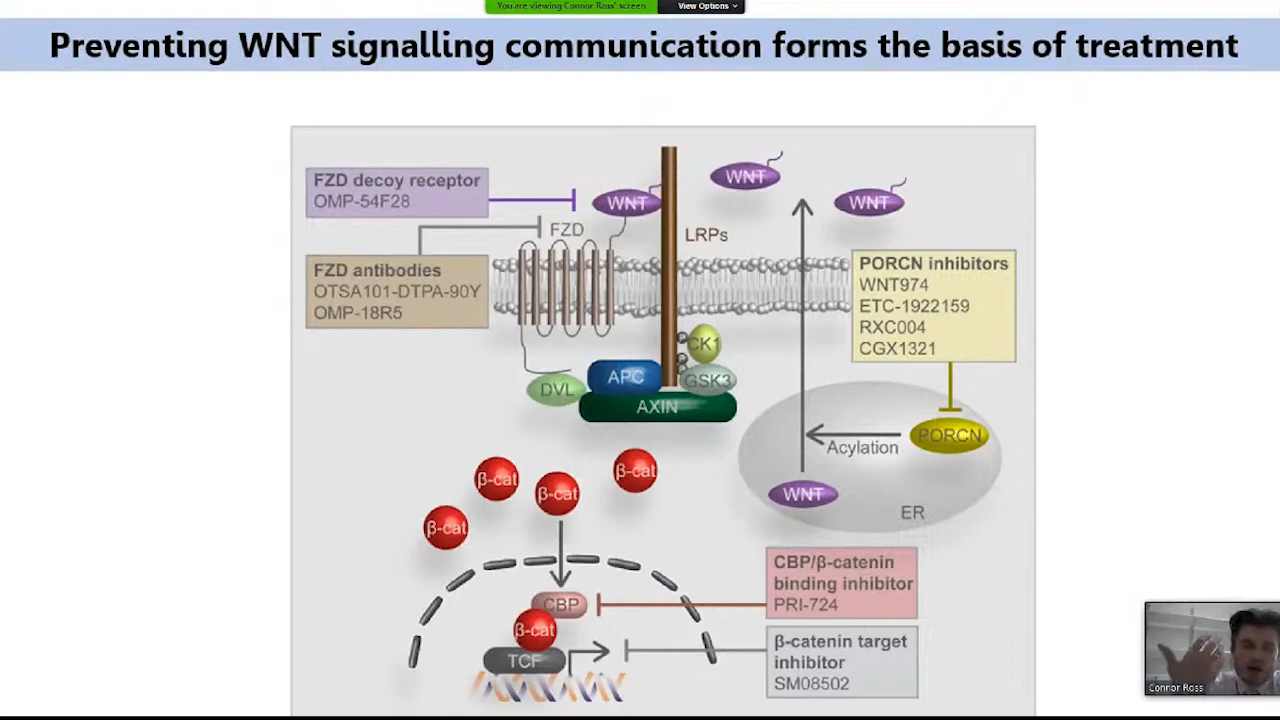 You are viewing Connor Ross' screen
View Options
Preventing WNT signalling communication forms the basis of treatment
FZD decoy receptor
OMP-54F28
WNT
WNT
WNT
FZD
LRPs
FZD antibodies
OTSA101-DTPA-90Y
OMP-18R5
PORCN inhibitors
WNT974
ETC-1922159
RXC004
CGX1321
P
CK1
P
P
DVL
APC
GSK3
AXIN
PORCN
Acylation
WNT
ER
β-cat
β-cat
β-cat
β-cat
CBP/β-catenin
binding inhibitor
PRI-724
CBP
β-cat
TCF
β-catenin target
inhibitor
SM08502
Connor Ross